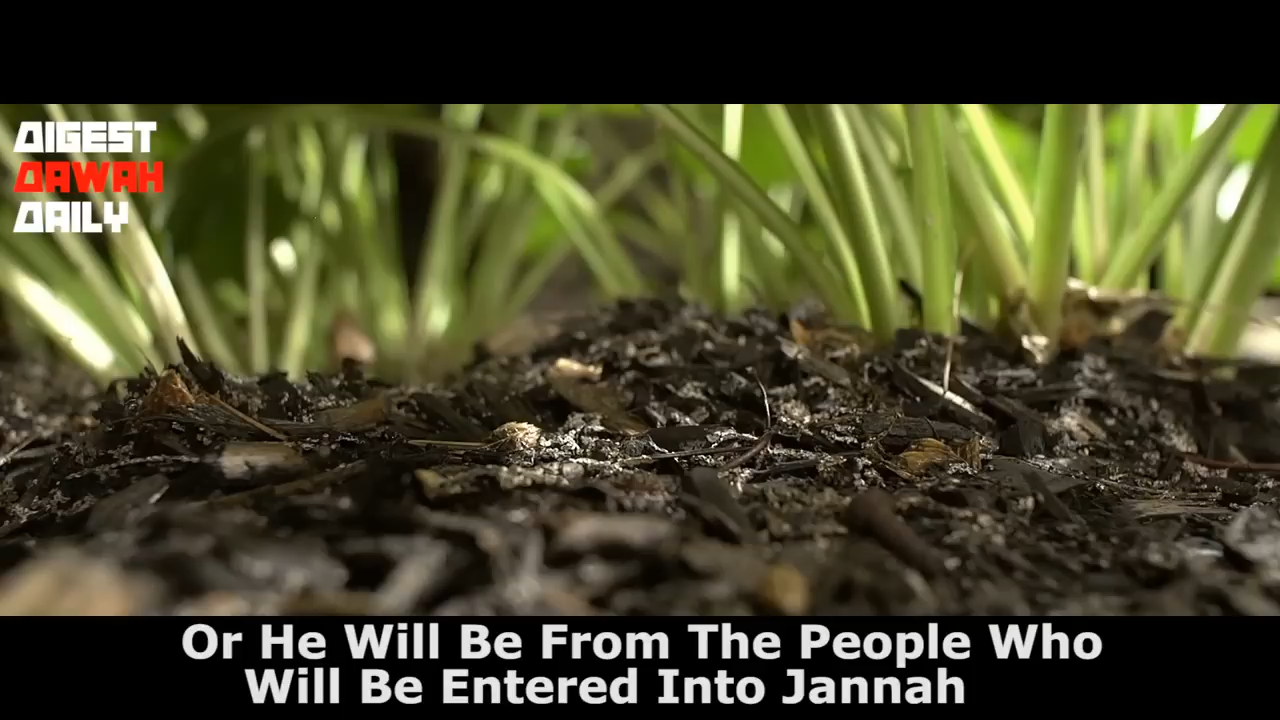 DIGEST
DAWAH
DAILY
Or He Will Be From The People Who
Will Be Entered Into Jannah